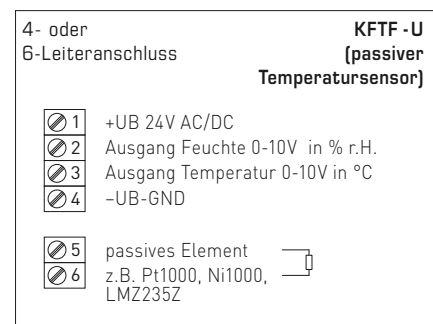 4- oder KFTF - U
6-Leiteranschluss (passiver
Temperatursensor)
1 +UB 24V AC/DC
2 Ausgang Feuchte 0-10V in % r.H.
3 Ausgang Temperatur 0-10V in °C
4 –UB-GND
5 passives Element
6 z.B. Pt1000, Ni1000,
LMZ235Z